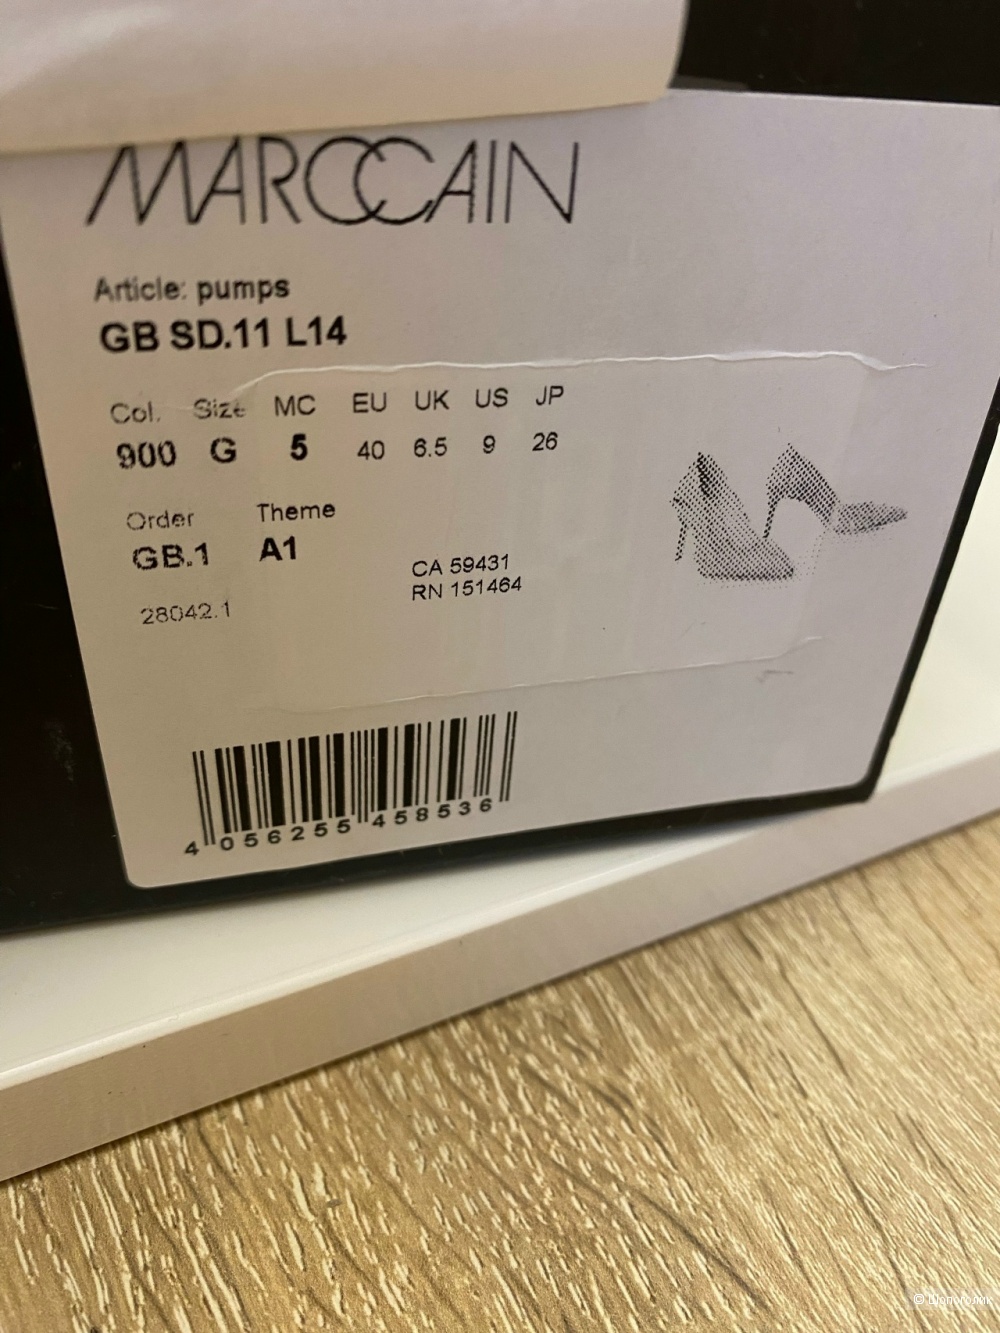 MARCCAIN
Article: pumps
GB SD.11 L14
Col. Size MC EU UK US JP
900 G 5 40 6.5 9 26
Order Theme
GB.1 A1
CA 59431
RN 151464
28042.1
4 056255 458536
© Шопоголик